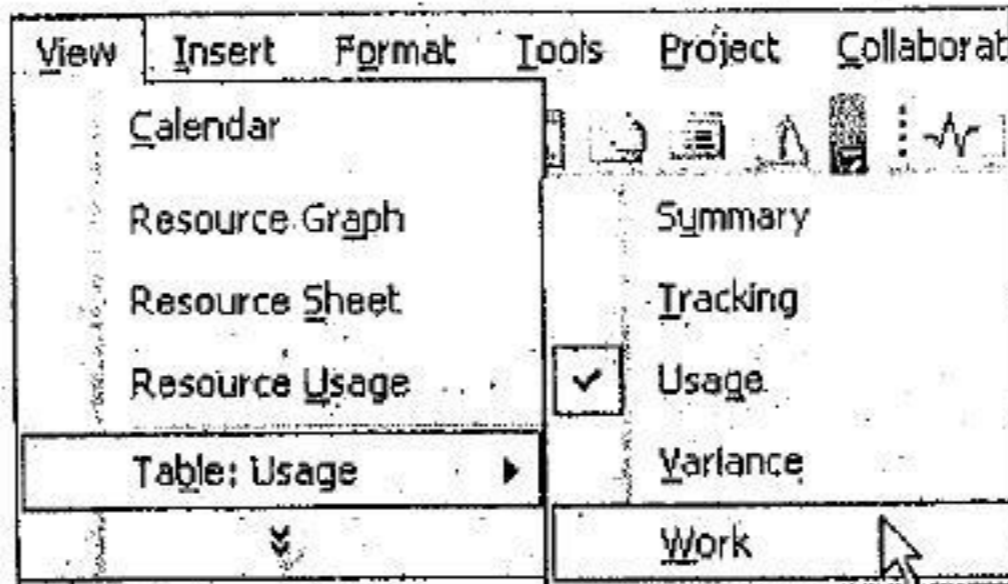 View Insert Format Tools Project Collaborat
Calendar
Resource Graph
Resource Sheet
Resource Usage
Table: Usage
Summary
Tracking
Usage
Variance
Work